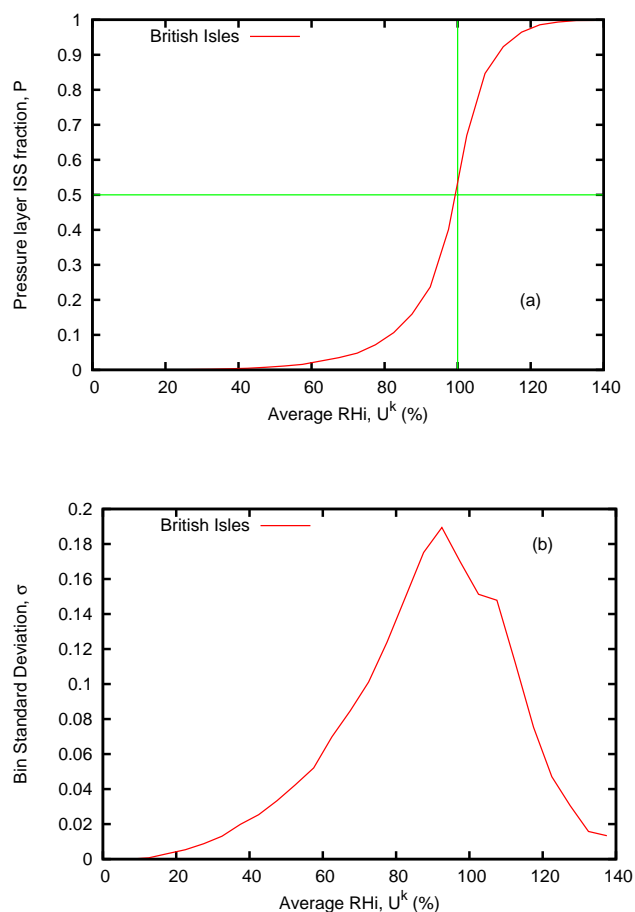 1
0.9
0.8
0.7
0.6
0.5
0.4
0.3
0.2
0.1
0
Pressure layer ISS fraction, P
British Isles
(a)
0 20 40 60 80 100 120 140
Average RHi, U^k (%)
0.2
0.18
0.16
0.14
0.12
0.1
0.08
0.06
0.04
0.02
0
Bin Standard Deviation, σ
British Isles
(b)
0 20 40 60 80 100 120 140
Average RHi, U^k (%)